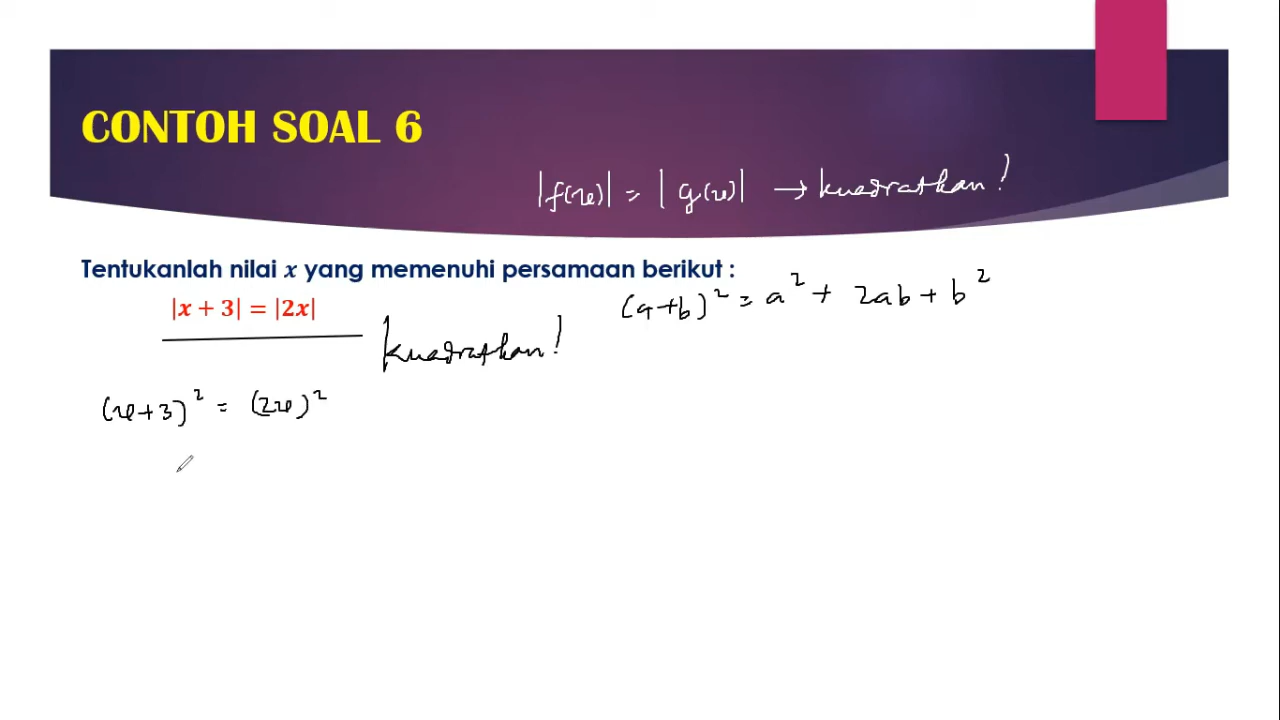 CONTOH SOAL 6
|f(x)| = |g(x)| → kuadratkan!
Tentukanlah nilai x yang memenuhi persamaan berikut :
|x + 3| = |2x|
(a+b)² = a² + 2ab + b²
kuadratkan!
(x+3)² = (2x)²